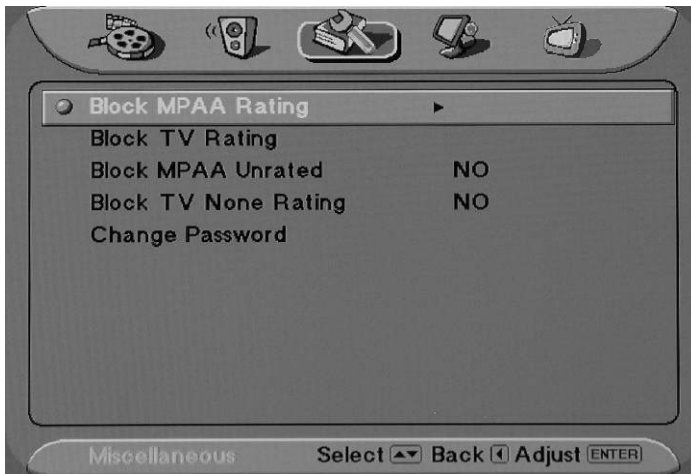 Block MPAA Rating
Block TV Rating
Block MPAA Unrated NO
Block TV None Rating NO
Change Password
Miscellaneous Select Back Adjust ENTER